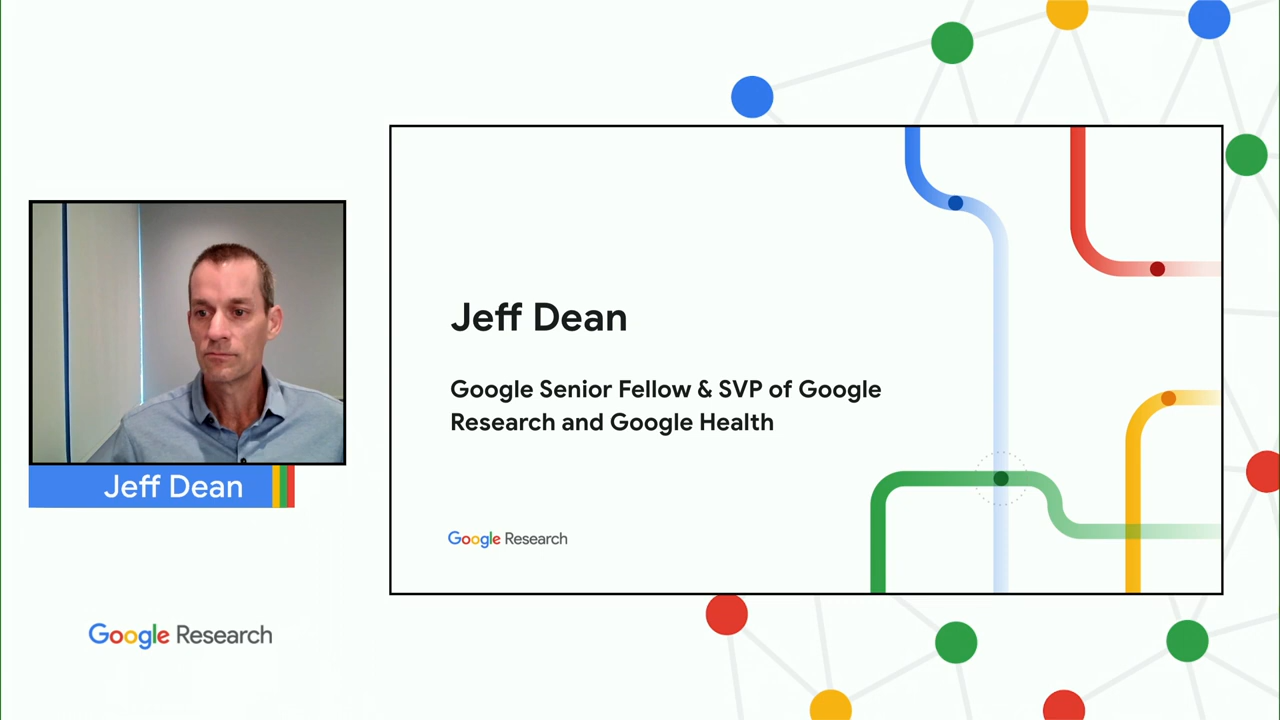 Jeff Dean
Google Senior Fellow & SVP of Google
Research and Google Health
Google Research
Jeff Dean
Google Research